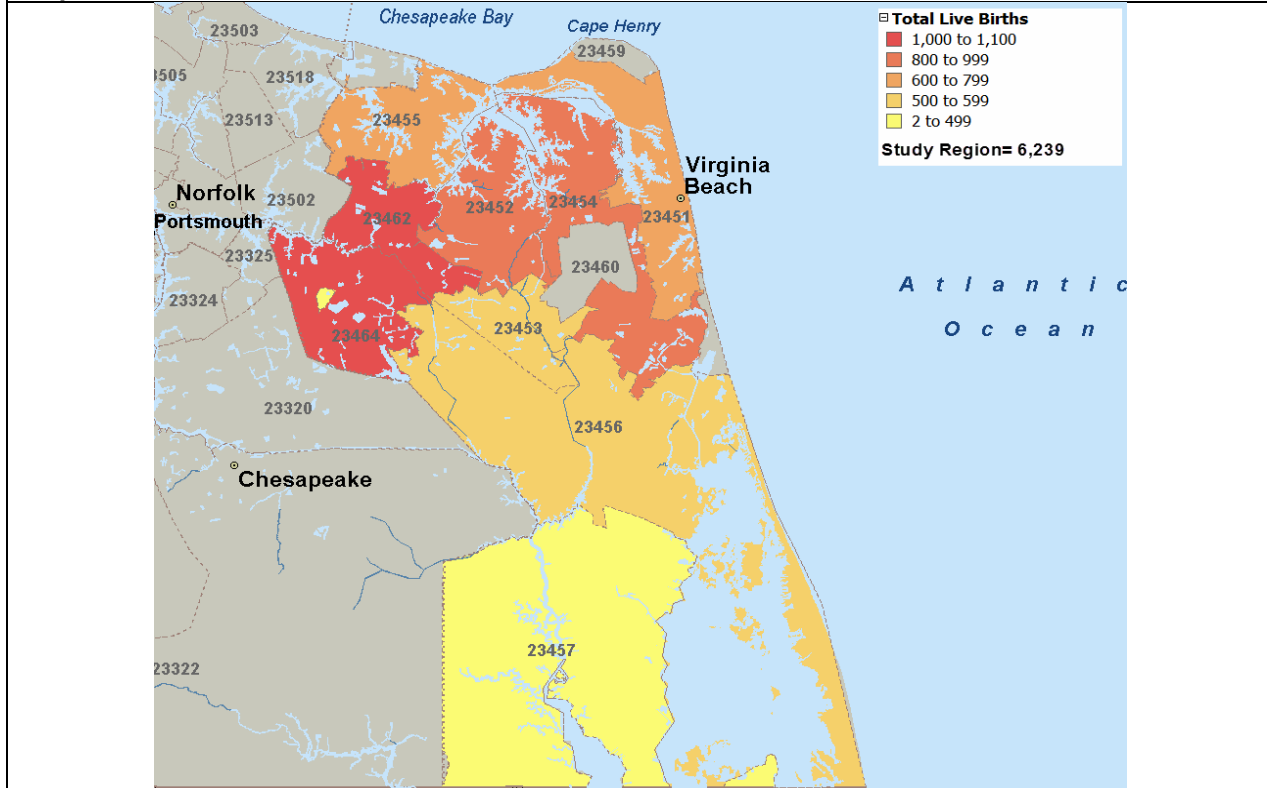 Chesapeake Bay
Cape Henry
Total Live Births
1,000 to 1,100
800 to 999
600 to 799
500 to 599
2 to 499
Study Region= 6,239
23503
23459
3505
23518
23513
23455
Virginia
Beach
Norfolk
Portsmouth
23502
23462
23452
23454
23451
23325
23460
23324
23464
23453
Atlantic
Ocean
23320
23456
Chesapeake
23457
23322